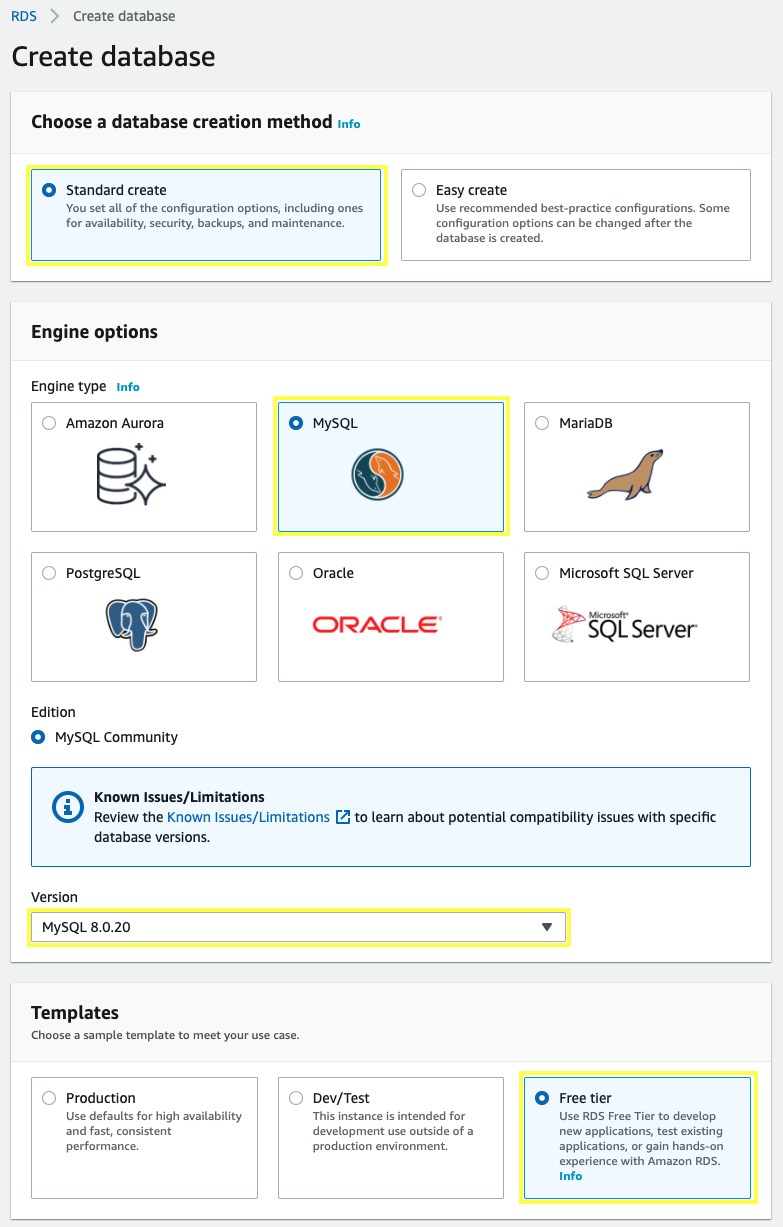 RDS > Create database
Create database
Choose a database creation method Info
Standard create
You set all of the configuration options, including ones
for availability, security, backups, and maintenance.
Easy create
Use recommended best-practice configurations. Some
configuration options can be changed after the
database is created.
Engine options
Engine type Info
Amazon Aurora
MySQL
MariaDB
PostgreSQL
Oracle
ORACLE®
Microsoft SQL Server
Microsoft®
SQL Server®
Edition
MySQL Community
Known Issues/Limitations
Review the Known Issues/Limitations to learn about potential compatibility issues with specific
database versions.
Version
MySQL 8.0.20
Templates
Choose a sample template to meet your use case.
Production
Use defaults for high availability
and fast, consistent
performance.
Dev/Test
This instance is intended for
development use outside of a
production environment.
Free tier
Use RDS Free Tier to develop
new applications, test existing
applications, or gain hands-on
experience with Amazon RDS.
Info